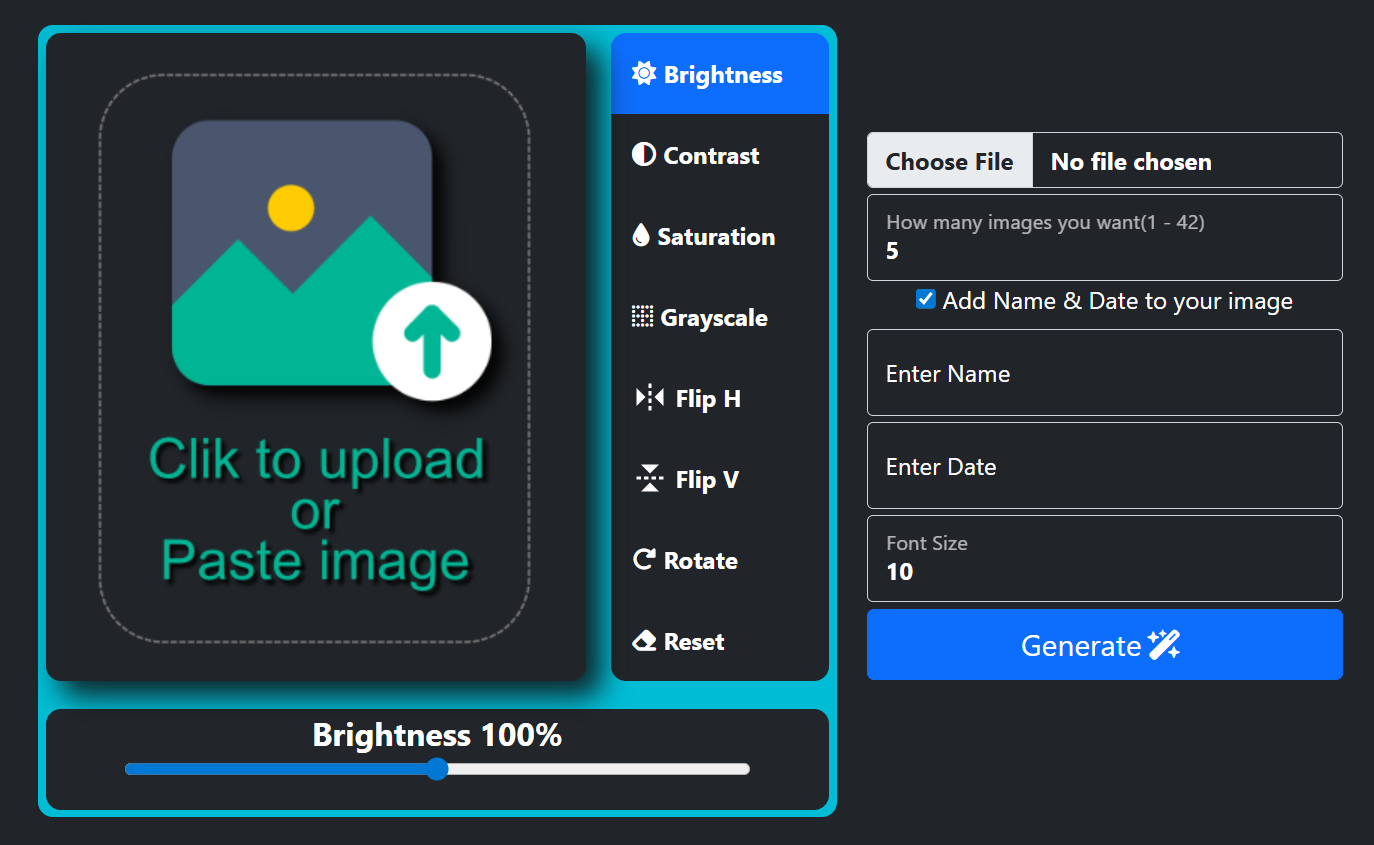 Clik to upload
or
Paste image
Brightness
Contrast
Saturation
Grayscale
Flip H
Flip V
Rotate
Reset
Brightness 100%
Choose File No file chosen
How many images you want(1 - 42)
5
Add Name & Date to your image
Enter Name
Enter Date
Font Size
10
Generate